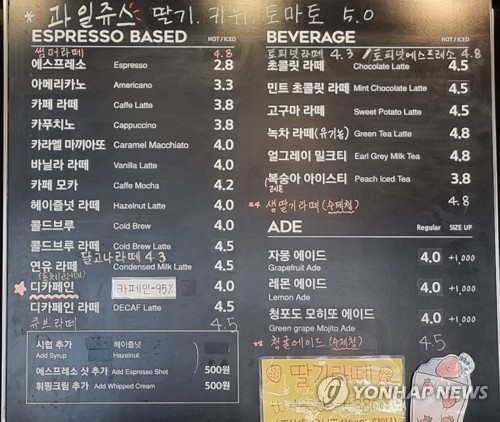 *과일쥬스 딸기.키위.토마토 5.0
ESPRESSO BASED HOT/ICED
썸머라떼 4.8
에스프레소 Espresso 2.8
아메리카노 Americano 3.3
카페 라떼 Caffe Latte 3.8
카푸치노 Cappuccino 3.8
카라멜 마끼아또 Caramel Macchiato 4.0
바닐라 라떼 Vanilla Latte 4.0
카페 모카 Caffe Mocha 4.2
헤이즐넛 라떼 Hazelnut Latte 4.0
콜드브루 Cold Brew 4.0
콜드브루 라떼 Cold Brew Latte 4.5
달고나라떼 4.3
연유 라떼 Condensed Milk Latte 4.5
디카페인 카페인-95% 4.0
디카페인 라떼 DECAF Latte 4.5
큐브라떼 4.5
시럽 추가 헤이즐넛
Add Syrup Hazelnut
에스프레소 샷 추가 Add Espresso Shot 500원
휘핑크림 추가 Add Whipped Cream 500원
BEVERAGE HOT/ICED
토피넛라떼 4.3 /토피넛에스프레소 4.8
초콜릿 라떼 Chocolate Latte 4.5
민트 초콜릿 라떼 Mint Chocolate Latte 4.5
고구마 라떼 Sweet Potato Latte 4.5
녹차 라떼(유기농) Green Tea Latte 4.8
얼그레이 밀크티 Earl Grey Milk Tea 4.8
복숭아 아이스티 Peach Iced Tea 3.8
레몬
생딸기라떼(수제청) 4.8
ADE Regular SIZE UP
자몽 에이드 4.0 +1,000
Grapefruit Ade
레몬 에이드 4.0 +1,000
Lemon Ade
청포도 모히또 에이드 4.0 +1,000
Green grape Mojito Ade
청귤에이드 (수제청) 4.5
딸기라떼
YONHAP NEWS